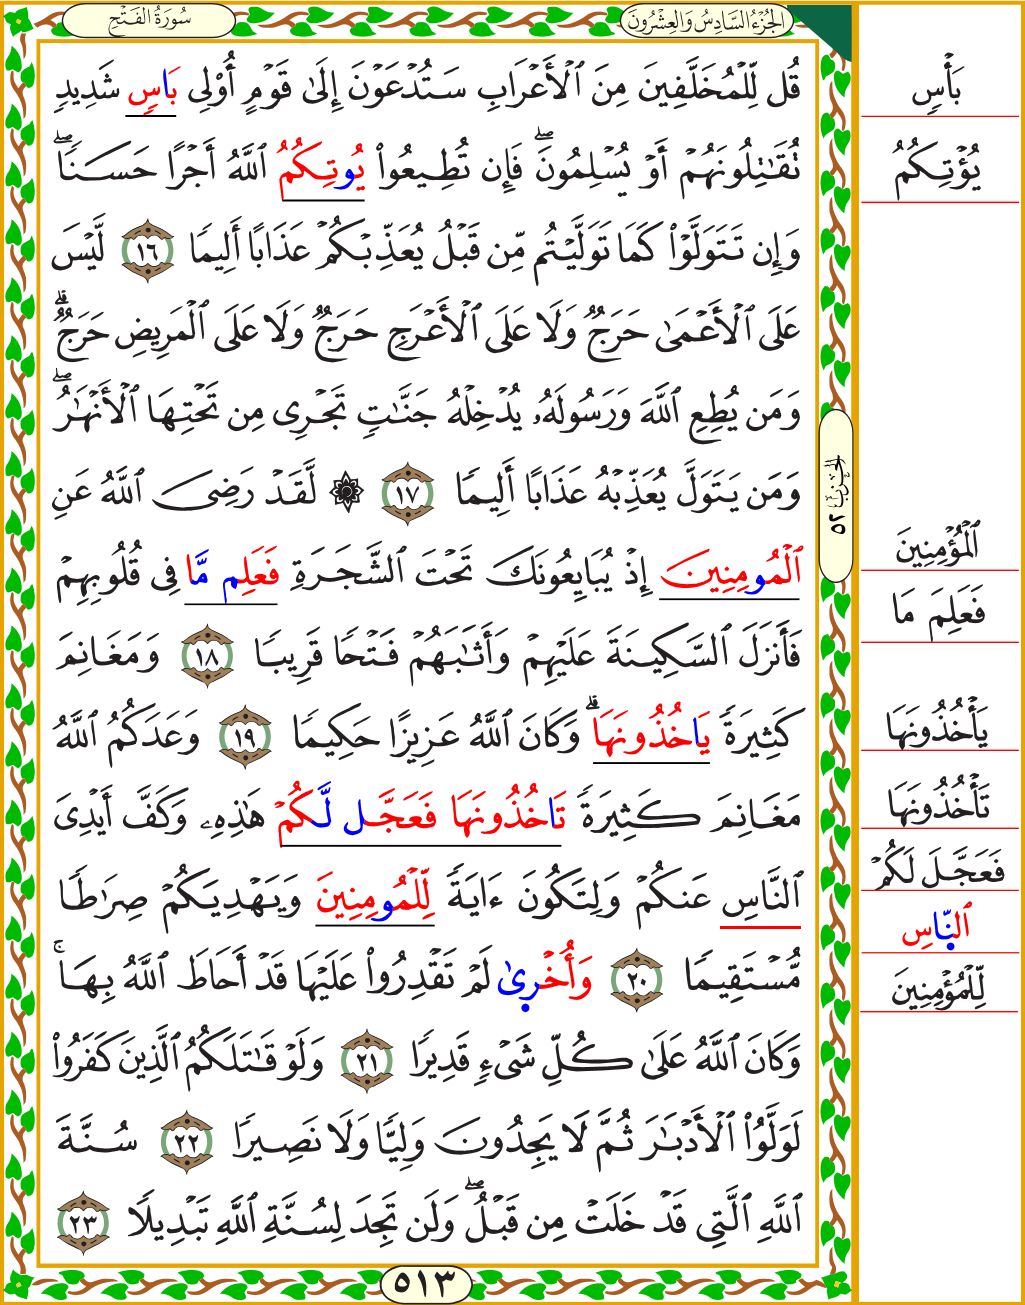 سُورَةُ الفَتْحِ
الجُزْءُ السَّادِسُ وَالعِشْرُونَ
قُل لِّلْمُخَلَّفِينَ مِنَ ٱلْأَعْرَابِ سَتُدْعَوْنَ إِلَىٰ قَوْمٍ أُوْلِى بَاسٍ شَدِيدٍ
تُقَٰتِلُونَهُمْ أَوْ يُسْلِمُونَۖ فَإِن تُطِيعُوا۟ يُوتِكُمُ ٱللَّهُ أَجْرًا حَسَنًاۖ
وَإِن تَتَوَلَّوْا۟ كَمَا تَوَلَّيْتُم مِّن قَبْلُ يُعَذِّبْكُمْ عَذَابًا أَلِيمًا ١٦ لَّيْسَ
عَلَى ٱلْأَعْمَىٰ حَرَجٌ وَلَا عَلَى ٱلْأَعْرَجِ حَرَجٌ وَلَا عَلَى ٱلْمَرِيضِ حَرَجٌۗ
وَمَن يُطِعِ ٱللَّهَ وَرَسُولَهُۥ يُدْخِلْهُ جَنَّٰتٍ تَجْرِى مِن تَحْتِهَا ٱلْأَنْهَٰرُۖ
وَمَن يَتَوَلَّ يُعَذِّبْهُ عَذَابًا أَلِيمًا ١٧ ۞ لَّقَدْ رَضِىَ ٱللَّهُ عَنِ
ٱلْمُومِنِينَ إِذْ يُبَايِعُونَكَ تَحْتَ ٱلشَّجَرَةِ فَعَلِم مَّا فِى قُلُوبِهِمْ
فَأَنزَلَ ٱلسَّكِينَةَ عَلَيْهِمْ وَأَثَٰبَهُمْ فَتْحًا قَرِيبًا ١٨ وَمَغَانِمَ
كَثِيرَةً يَاخُذُونَهَاۗ وَكَانَ ٱللَّهُ عَزِيزًا حَكِيمًا ١٩ وَعَدَكُمُ ٱللَّهُ
مَغَانِمَ كَثِيرَةً تَاخُذُونَهَا فَعَجَّل لَّكُمْ هَٰذِهِۦ وَكَفَّ أَيْدِىَ
ٱلنَّاسِ عَنكُمْ وَلِتَكُونَ ءَايَةً لِّلْمُومِنِينَ وَيَهْدِيَكُمْ صِرَٰطًا
مُّسْتَقِيمًا ٢٠ وَأُخْرىٰ لَمْ تَقْدِرُوا۟ عَلَيْهَا قَدْ أَحَاطَ ٱللَّهُ بِهَاۚ
وَكَانَ ٱللَّهُ عَلَىٰ كُلِّ شَىْءٍ قَدِيرًا ٢١ وَلَوْ قَٰتَلَكُمُ ٱلَّذِينَ كَفَرُوا۟
لَوَلَّوُا۟ ٱلْأَدْبَٰرَ ثُمَّ لَا يَجِدُونَ وَلِيًّا وَلَا نَصِيرًا ٢٢ سُنَّةَ
ٱللَّهِ ٱلَّتِى قَدْ خَلَتْ مِن قَبْلُۖ وَلَن تَجِدَ لِسُنَّةِ ٱللَّهِ تَبْدِيلًا ٢٣
٥١٣
الحِزْبُ ٥٢
بَأْسٍ
يُؤْتِكُمُ
ٱلْمُؤْمِنِينَ
فَعَلِمَ مَا
يَأْخُذُونَهَا
تَأْخُذُونَهَا
فَعَجَّلَ لَكُمْ
ٱلنَّاسِ
لِّلْمُؤْمِنِينَ